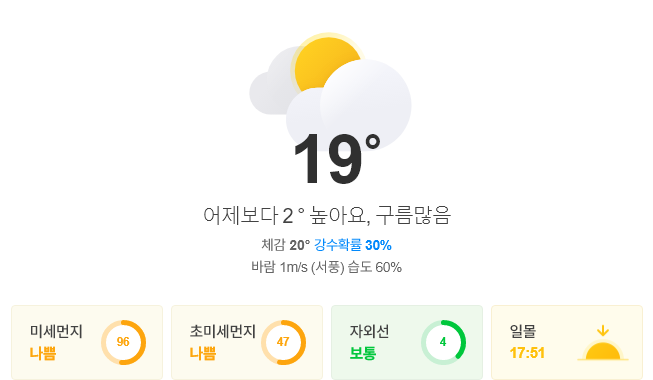 19°
어제보다 2° 높아요, 구름많음
체감 20° 강수확률 30%
바람 1m/s (서풍) 습도 60%
미세먼지
나쁨
96
초미세먼지
나쁨
47
자외선
보통
4
일몰
17:51